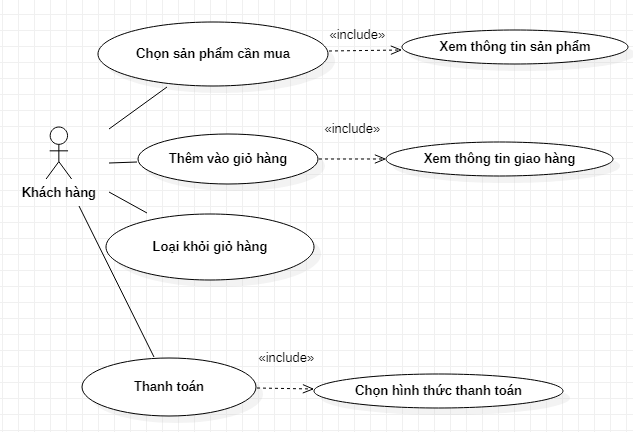 «include»
Chọn sản phẩm cần mua
Xem thông tin sản phẩm
«include»
Thêm vào giỏ hàng
Xem thông tin giao hàng
Khách hàng
Loại khỏi giỏ hàng
«include»
Thanh toán
Chọn hình thức thanh toán